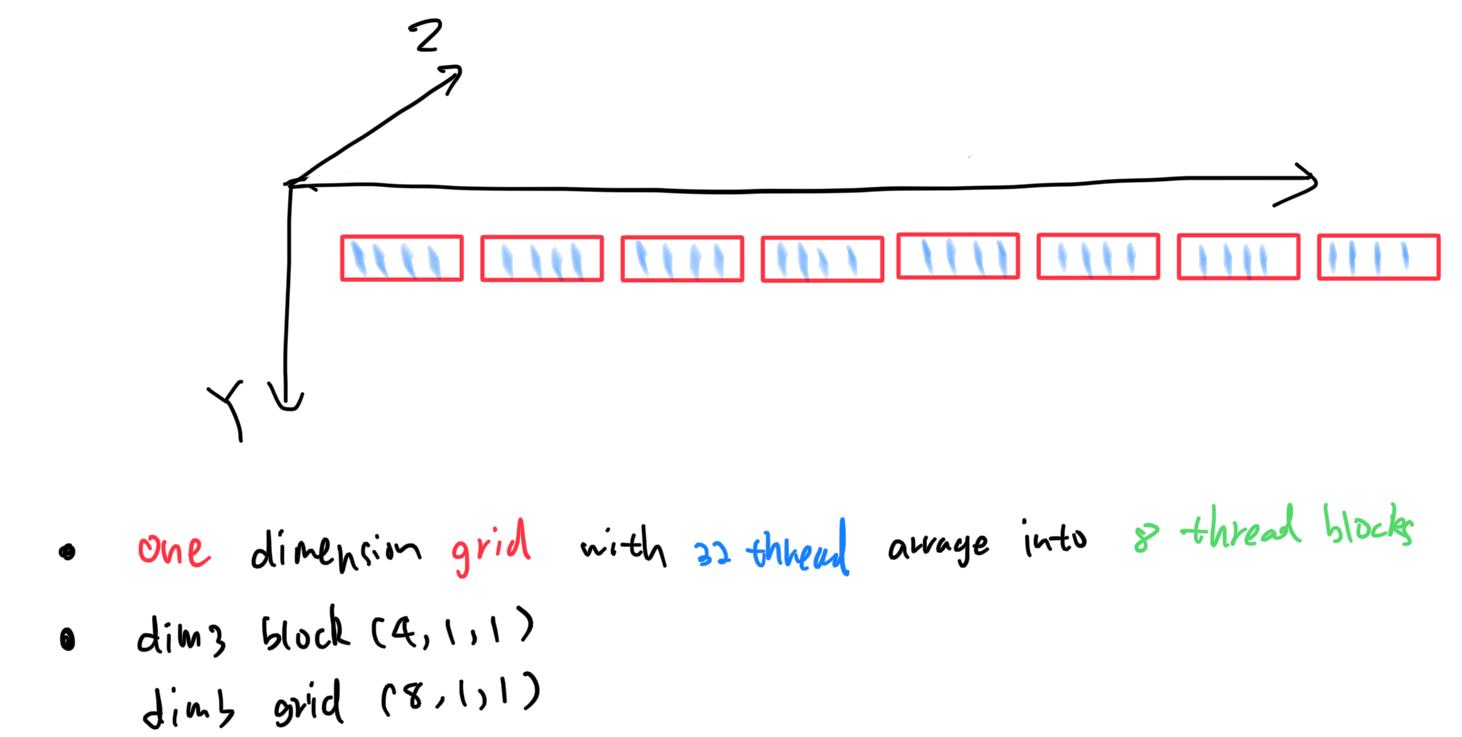 Z
Y
• one dimension grid with 32 thread arrage into 8 thread blocks
• dim3 block (4,1,1)
dim3 grid (8,1,1)